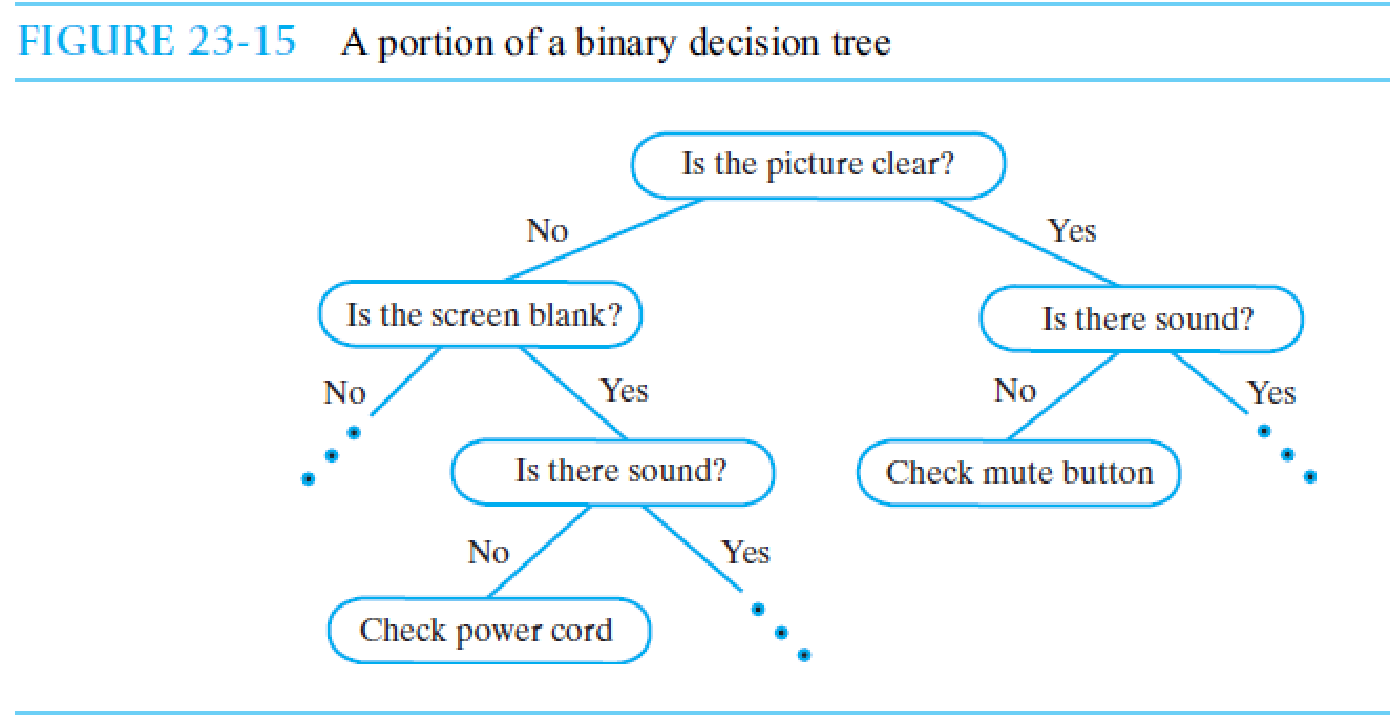 FIGURE 23-15 A portion of a binary decision tree
Is the picture clear?
No Yes
Is the screen blank? Is there sound?
No Yes No Yes
Is there sound? Check mute button
No Yes
Check power cord